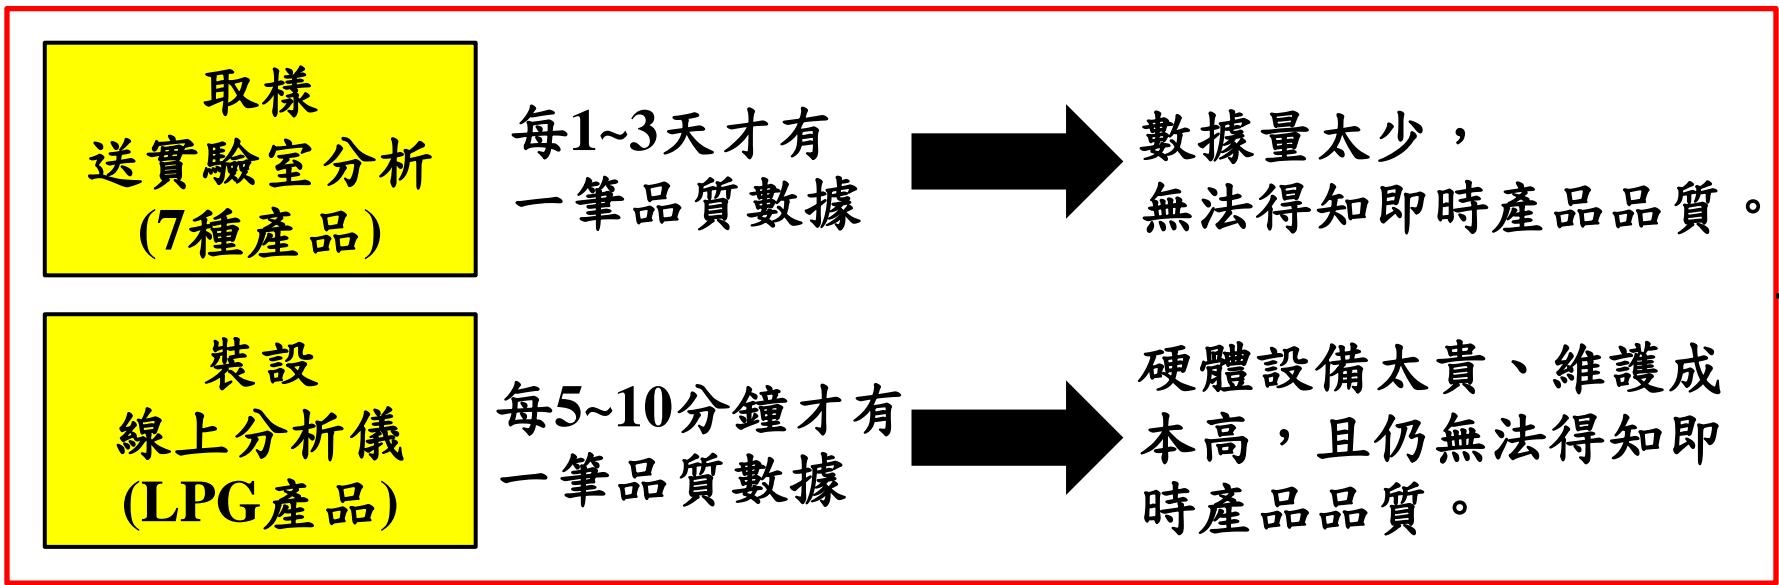 取樣
送實驗室分析
(7種產品)
每1~3天才有
一筆品質數據
數據量太少，
無法得知即時產品品質。
裝設
線上分析儀
(LPG產品)
每5~10分鐘才有
一筆品質數據
硬體設備太貴、維護成
本高，且仍無法得知即
時產品品質。